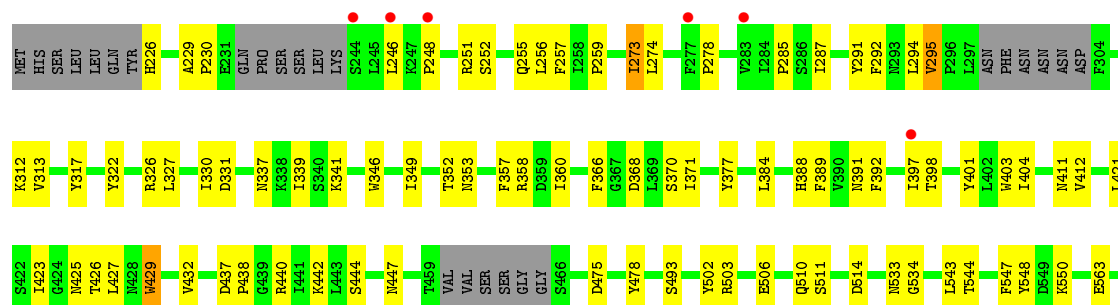 MET HIS SER LEU LEU GLN TYR H226 A229 P230 E231 GLN PRO SER SER LEU LYS S244 L245 L246 K247 P248 R251 S252 Q255 L256 F257 I258 P259 I273 L274 F277 P278 V283 I284 P285 S286 I287 Y291 F292 N293 L294 V295 P296 L297 ASN PHE ASN ASN ASN ASP F304
K312 V313 Y317 Y322 R326 L327 I330 D331 N337 K338 I339 S340 K341 W346 I349 T352 N353 F357 R358 D359 I360 F366 G367 D368 L369 S370 I371 Y377 L384 H388 F389 V390 N391 F392 I397 T398 Y401 L402 W403 I404 N411 V412 L421
S422 I423 G424 N425 T426 L427 N428 W429 V432 D437 P438 G439 R440 I441 K442 L443 S444 N447 T459 VAL VAL SER SER GLY GLY S466 D475 Y478 S493 Y502 R503 E506 Q510 S511 D514 N533 G534 L543 T544 F547 Y548 D549 K550 E563